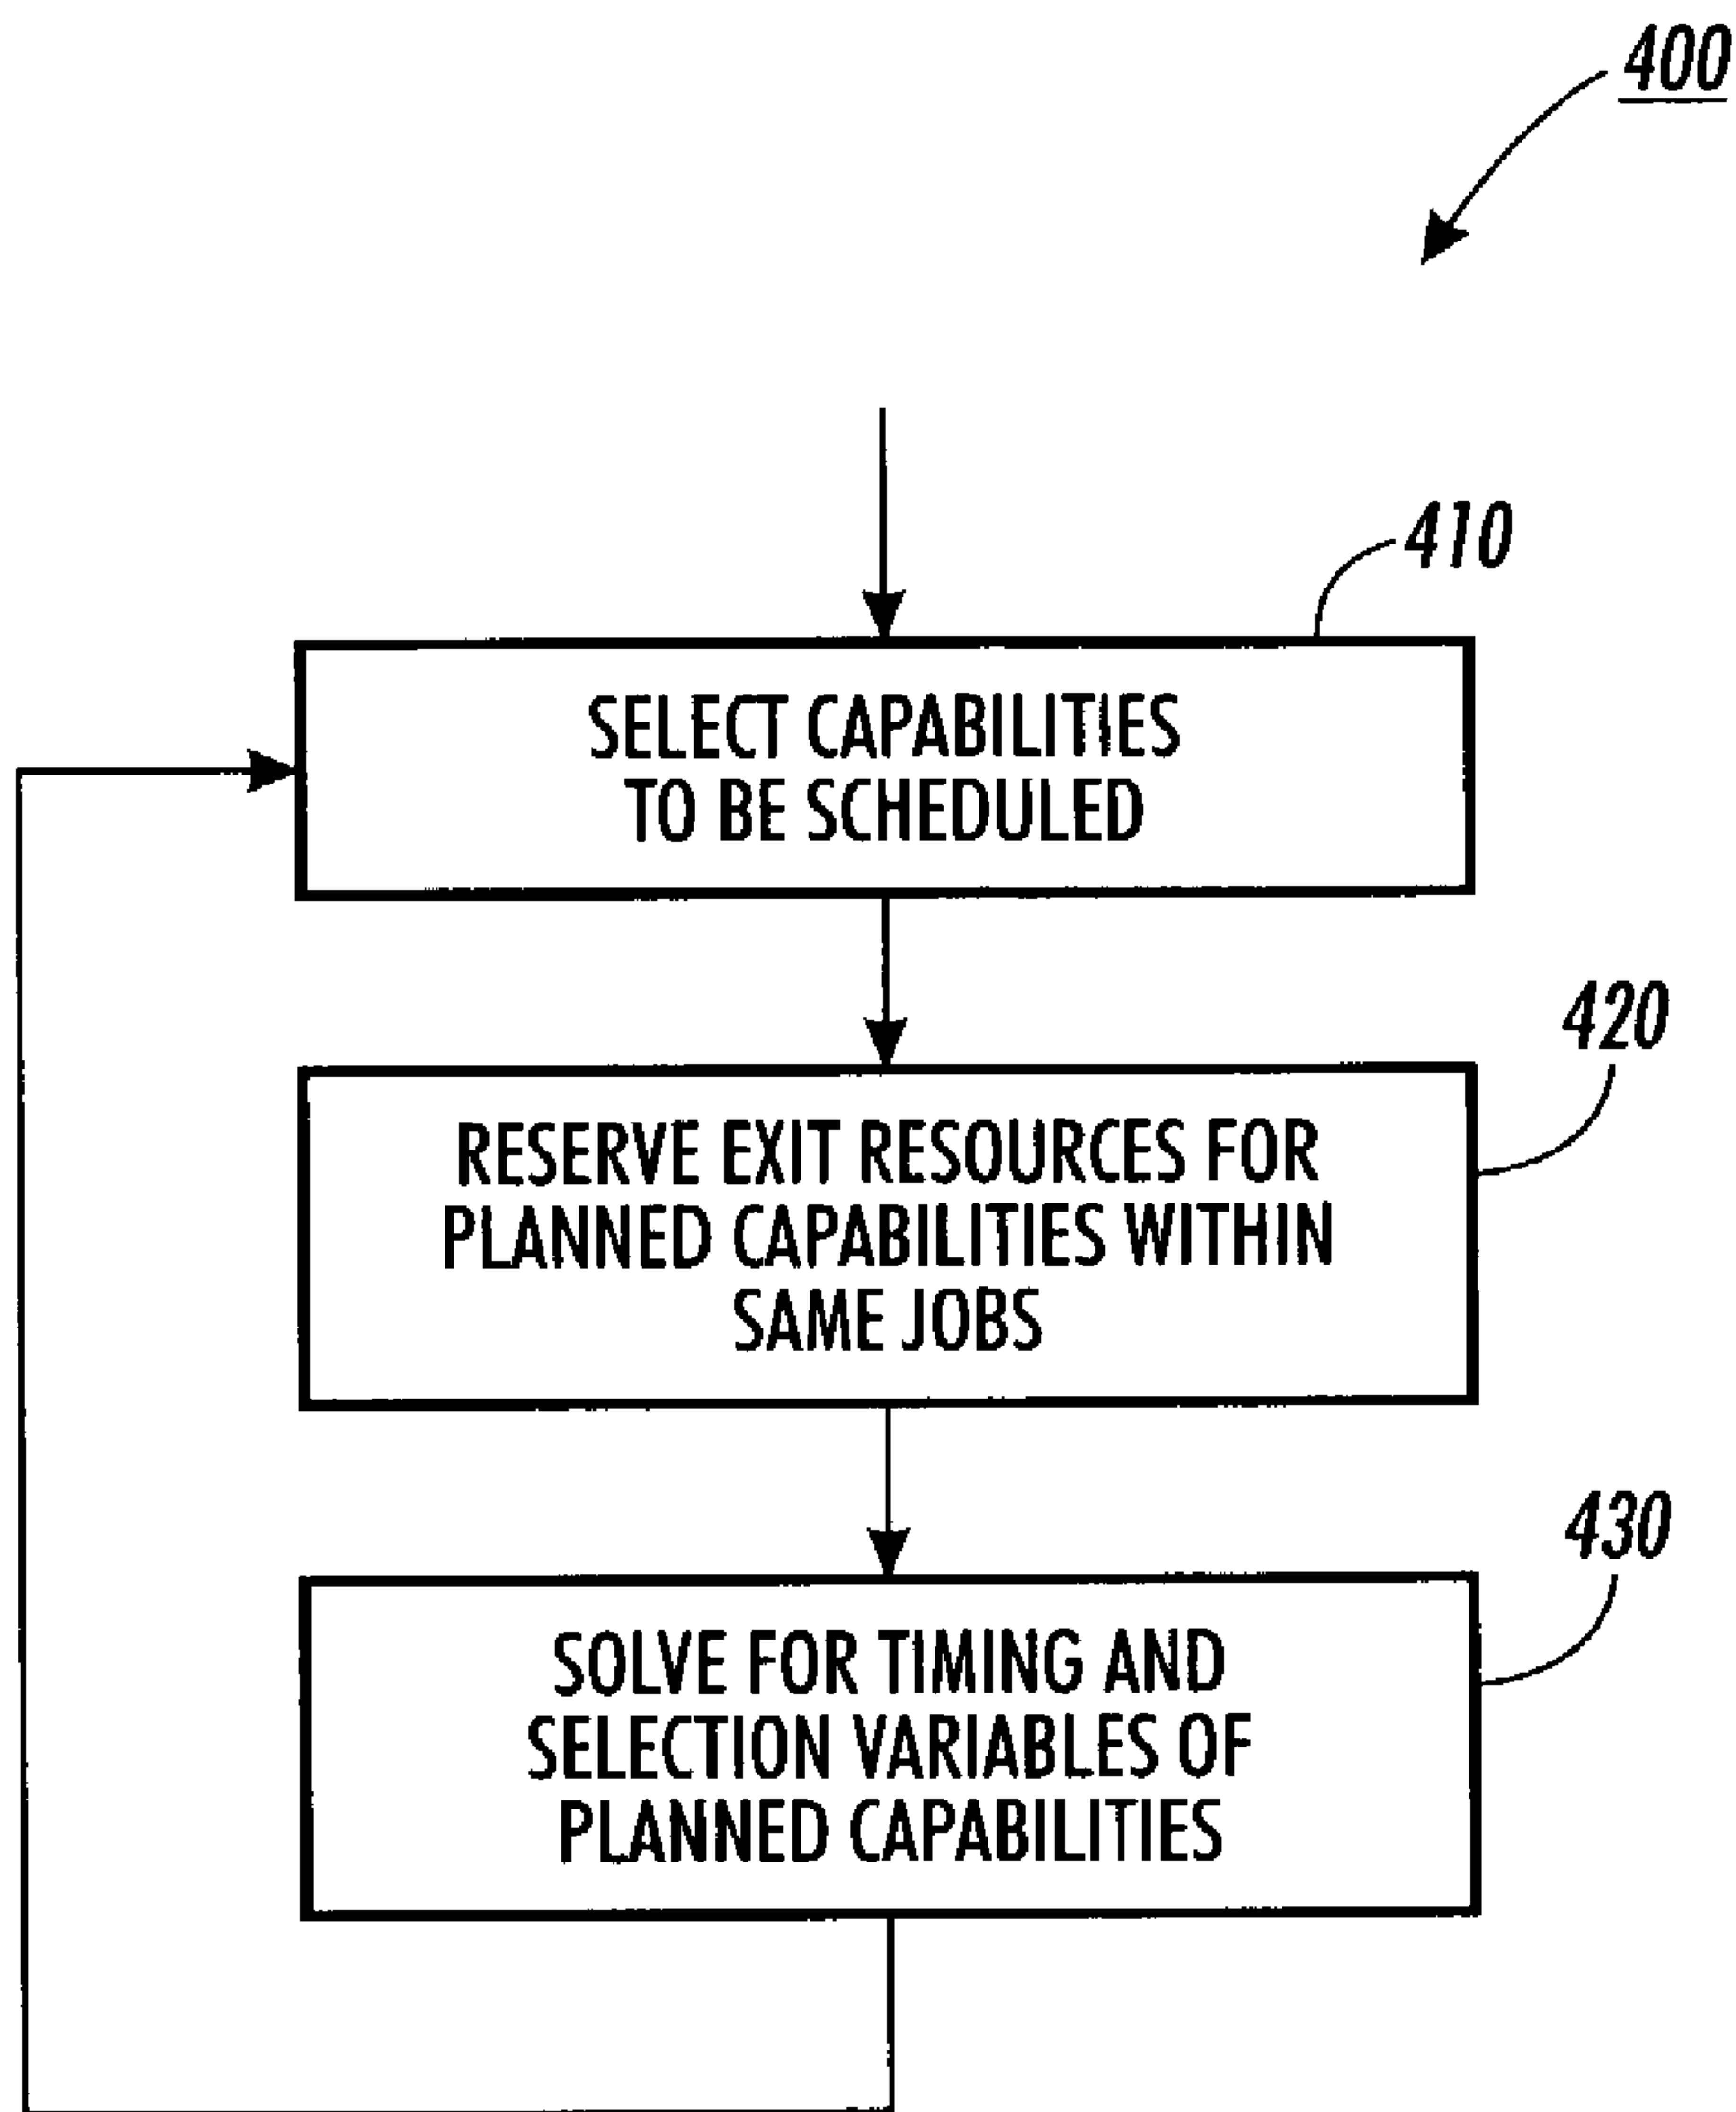 400
410
SELECT CAPABILITIES
TO BE SCHEDULED
420
RESERVE EXIT RESOURCES FOR
PLANNED CAPABILITIES WITHIN
SAME JOBS
430
SOLVE FOR TIMING AND
SELECTION VARIABLES OF
PLANNED CAPABILITIES